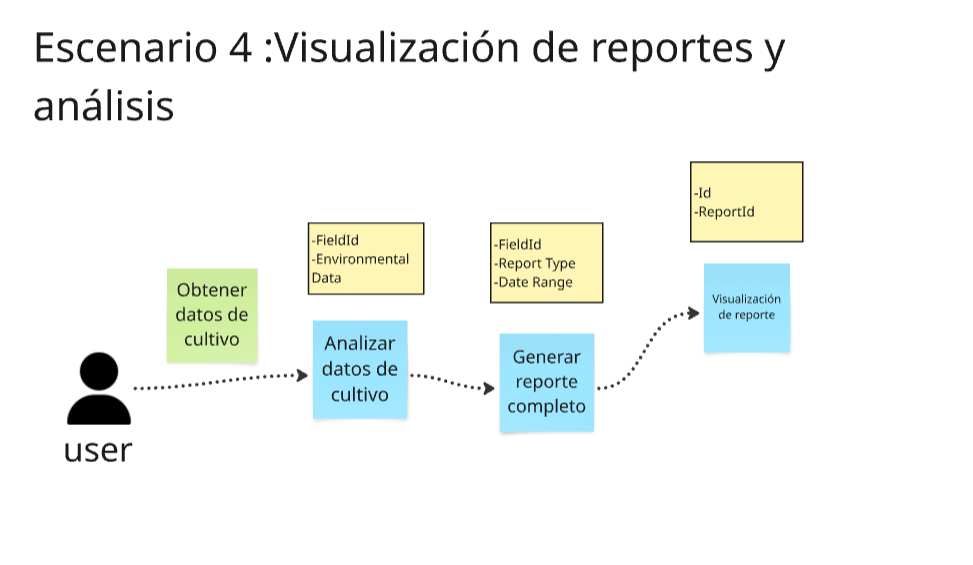 Escenario 4 :Visualización de reportes y
análisis
-Id
-ReportId
-FieldId
-Environmental
Data
-FieldId
-Report Type
-Date Range
Obtener
datos de
cultivo
Analizar
datos de
cultivo
Generar
reporte
completo
Visualización
de reporte
user